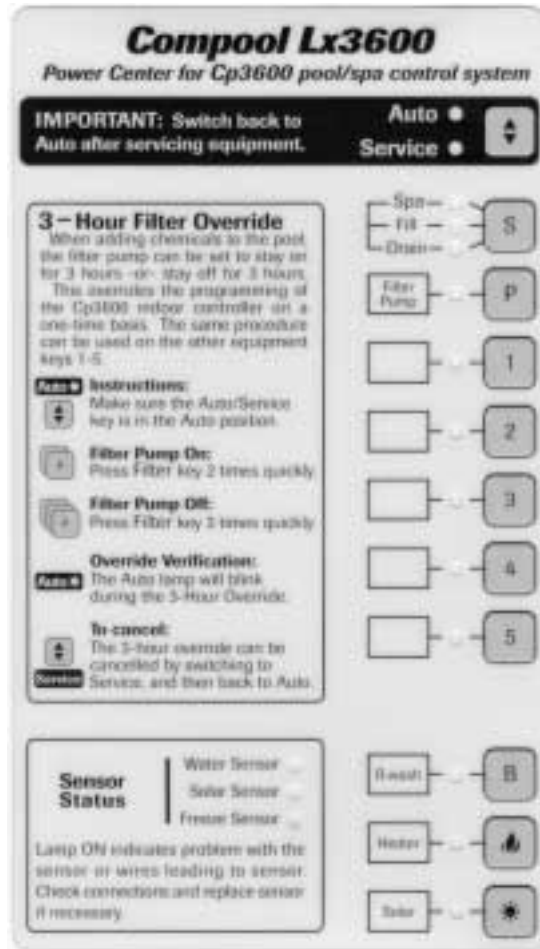 Compool Lx3600
Power Center for Cp3600 pool/spa control system
IMPORTANT: Switch back to
Auto after servicing equipment.
Auto
Service
3-Hour Filter Override
When adding chemicals to the pool,
the filter pump can be set to stay on
for 3 hours -or- stay off for 3 hours.
This overrides the programming of
the Cp3600 indoor controller on a
one-time basis. The same procedure
can be used on the other equipment
keys 1-5.
Auto
Instructions:
Make sure the Auto/Service
key is in the Auto position.
Filter Pump On:
Press Filter key 2 times quickly
Filter Pump Off:
Press Filter key 3 times quickly
Override Verification:
Auto
The Auto lamp will blink
during the 3-Hour Override.
To cancel:
The 3-hour override can be
cancelled by switching to
Service
Service, and then back to Auto.
Spa
Fill
Drain
S
Filter
Pump
P
1
2
3
4
5
Sensor
Status
Water Sensor
Solar Sensor
Freeze Sensor
Lamp ON indicates problem with the
sensor or wires leading to sensor.
Check connections and replace sensor
if necessary.
B-wash
B
Heater
Solar